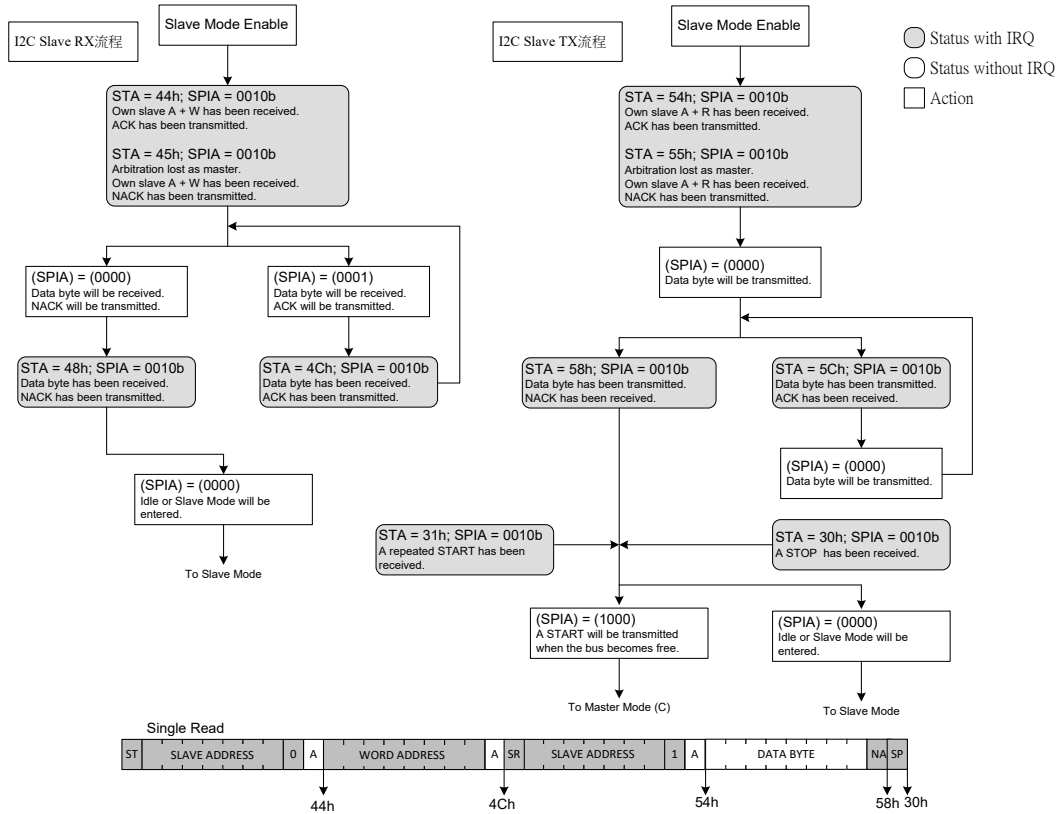 I2C Slave RX流程
Slave Mode Enable
STA = 44h; SPIA = 0010b
Own slave A + W has been received.
ACK has been transmitted.
STA = 45h; SPIA = 0010b
Arbitration lost as master.
Own slave A + W has been received.
NACK has been transmitted.
(SPIA) = (0000)
Data byte will be received.
NACK will be transmitted.
(SPIA) = (0001)
Data byte will be received.
ACK will be transmitted.
STA = 48h; SPIA = 0010b
Data byte has been received.
NACK has been transmitted.
STA = 4Ch; SPIA = 0010b
Data byte has been received.
ACK has been transmitted.
(SPIA) = (0000)
Idle or Slave Mode will be
entered.
To Slave Mode
I2C Slave TX流程
Slave Mode Enable
STA = 54h; SPIA = 0010b
Own slave A + R has been received.
ACK has been transmitted.
STA = 55h; SPIA = 0010b
Arbitration lost as master.
Own slave A + R has been received.
NACK has been transmitted.
(SPIA) = (0000)
Data byte will be transmitted.
STA = 58h; SPIA = 0010b
Data byte has been transmitted.
NACK has been received.
STA = 5Ch; SPIA = 0010b
Data byte has been transmitted.
ACK has been received.
(SPIA) = (0000)
Data byte will be transmitted.
STA = 31h; SPIA = 0010b
A repeated START has been
received.
STA = 30h; SPIA = 0010b
A STOP has been received.
(SPIA) = (1000)
A START will be transmitted
when the bus becomes free.
(SPIA) = (0000)
Idle or Slave Mode will be
entered.
To Master Mode (C)
To Slave Mode
Status with IRQ
Status without IRQ
Action
Single Read
ST SLAVE ADDRESS 0 A WORD ADDRESS A SR SLAVE ADDRESS 1 A DATA BYTE NA SP
44h 4Ch 54h 58h 30h